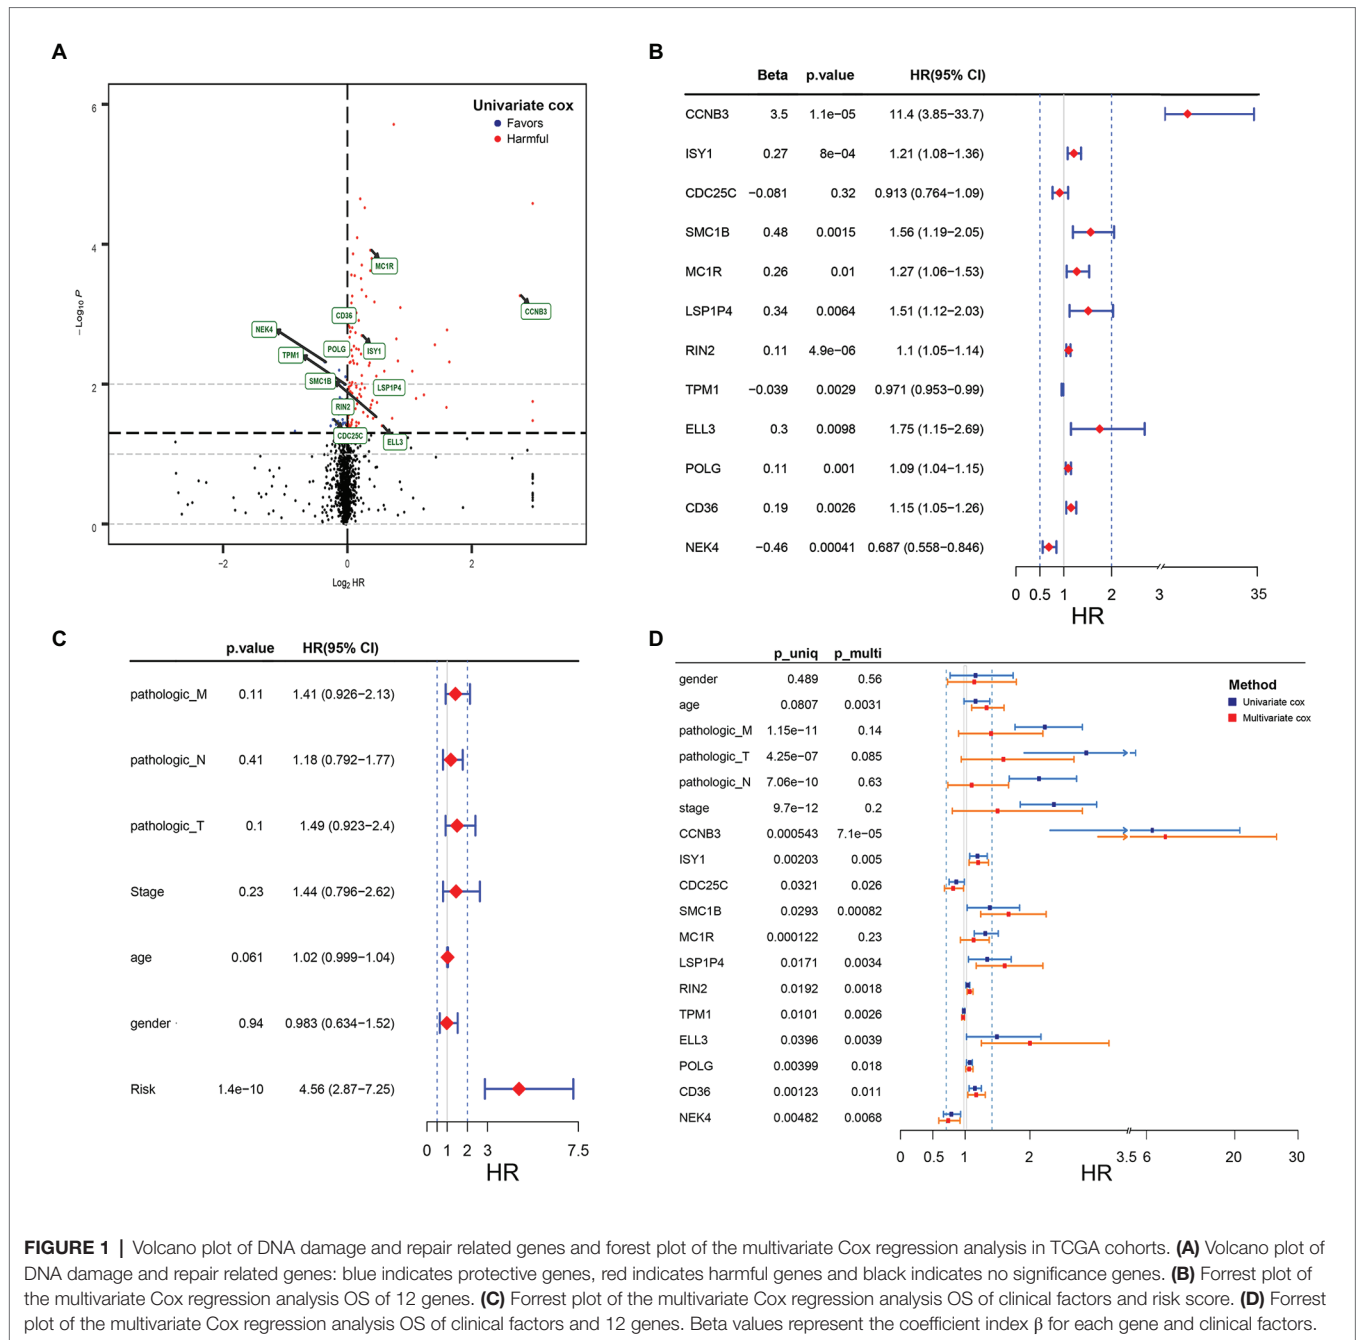 A
Univariate cox
Favors
Harmful
6
4
2
0
−Log10 P
MC1R
CCNB3
CD36
NEK4
POLG
ISY1
TPM1
SMC1B
LSP1P4
RIN2
CDC25C
ELL3
−2 0 2
Log2 HR
B
Beta p.value HR(95% CI)
CCNB3 3.5 1.1e−05 11.4 (3.85−33.7)
ISY1 0.27 8e−04 1.21 (1.08−1.36)
CDC25C −0.081 0.32 0.913 (0.764−1.09)
SMC1B 0.48 0.0015 1.56 (1.19−2.05)
MC1R 0.26 0.01 1.27 (1.06−1.53)
LSP1P4 0.34 0.0064 1.51 (1.12−2.03)
RIN2 0.11 4.9e−06 1.1 (1.05−1.14)
TPM1 −0.039 0.0029 0.971 (0.953−0.99)
ELL3 0.3 0.0098 1.75 (1.15−2.69)
POLG 0.11 0.001 1.09 (1.04−1.15)
CD36 0.19 0.0026 1.15 (1.05−1.26)
NEK4 −0.46 0.00041 0.687 (0.558−0.846)
0 0.5 1 2 3 35
HR
C
p.value HR(95% CI)
pathologic_M 0.11 1.41 (0.926−2.13)
pathologic_N 0.41 1.18 (0.792−1.77)
pathologic_T 0.1 1.49 (0.923−2.4)
Stage 0.23 1.44 (0.796−2.62)
age 0.061 1.02 (0.999−1.04)
gender 0.94 0.983 (0.634−1.52)
Risk 1.4e−10 4.56 (2.87−7.25)
0 1 2 3 7.5
HR
D
p_uniq p_multi
gender 0.489 0.56
age 0.0807 0.0031
pathologic_M 1.15e−11 0.14
pathologic_T 4.25e−07 0.085
pathologic_N 7.06e−10 0.63
stage 9.7e−12 0.2
CCNB3 0.000543 7.1e−05
ISY1 0.00203 0.005
CDC25C 0.0321 0.026
SMC1B 0.0293 0.00082
MC1R 0.000122 0.23
LSP1P4 0.0171 0.0034
RIN2 0.0192 0.0018
TPM1 0.0101 0.0026
ELL3 0.0396 0.0039
POLG 0.00399 0.018
CD36 0.00123 0.011
NEK4 0.00482 0.0068
Method
Univariate cox
Multivariate cox
0 0.5 1 2 3.5 6 20 30
HR
FIGURE 1 | Volcano plot of DNA damage and repair related genes and forest plot of the multivariate Cox regression analysis in TCGA cohorts. (A) Volcano plot of
DNA damage and repair related genes: blue indicates protective genes, red indicates harmful genes and black indicates no significance genes. (B) Forrest plot of
the multivariate Cox regression analysis OS of 12 genes. (C) Forrest plot of the multivariate Cox regression analysis OS of clinical factors and risk score. (D) Forrest
plot of the multivariate Cox regression analysis OS of clinical factors and 12 genes. Beta values represent the coefficient index β for each gene and clinical factors.